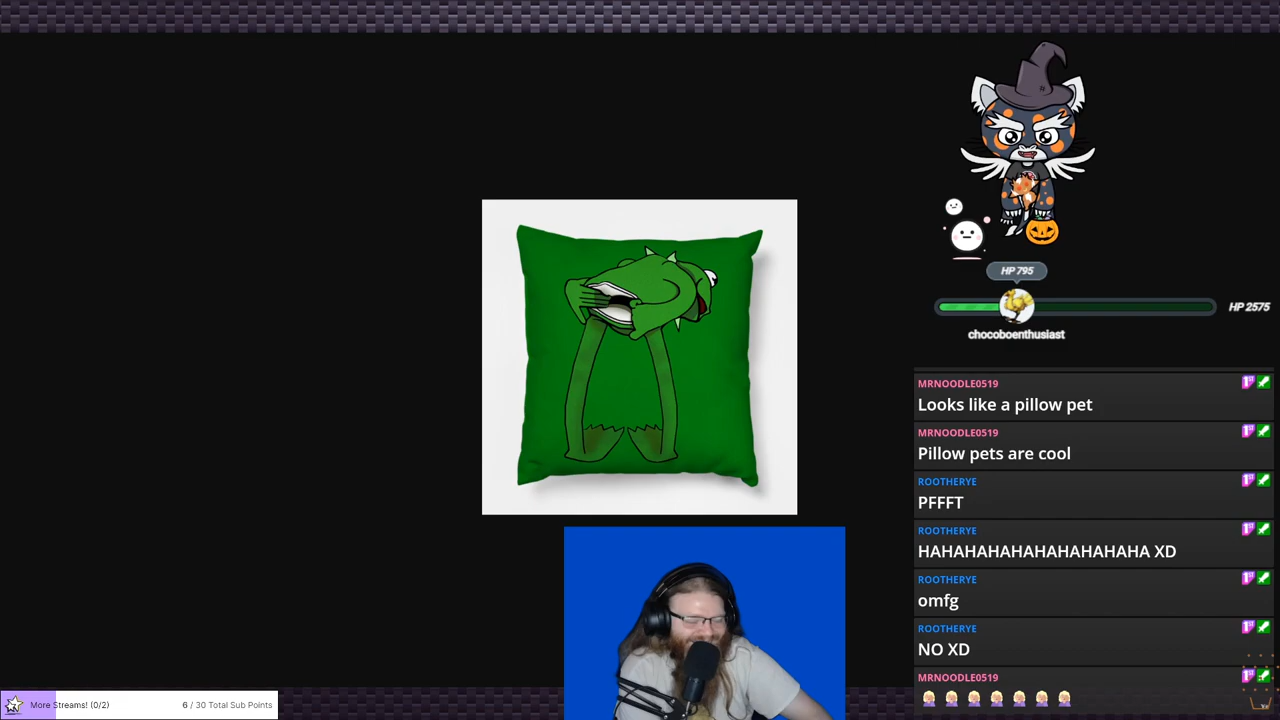 HP 795
HP 2575
chocoboenthusiast
MRNOODLE0519
Looks like a pillow pet
MRNOODLE0519
Pillow pets are cool
ROOTHERYE
PFFFT
ROOTHERYE
HAHAHAHAHAHAHAHAHAHA XD
ROOTHERYE
omfg
ROOTHERYE
NO XD
MRNOODLE0519
More Streams! (0/2)
6 / 30 Total Sub Points